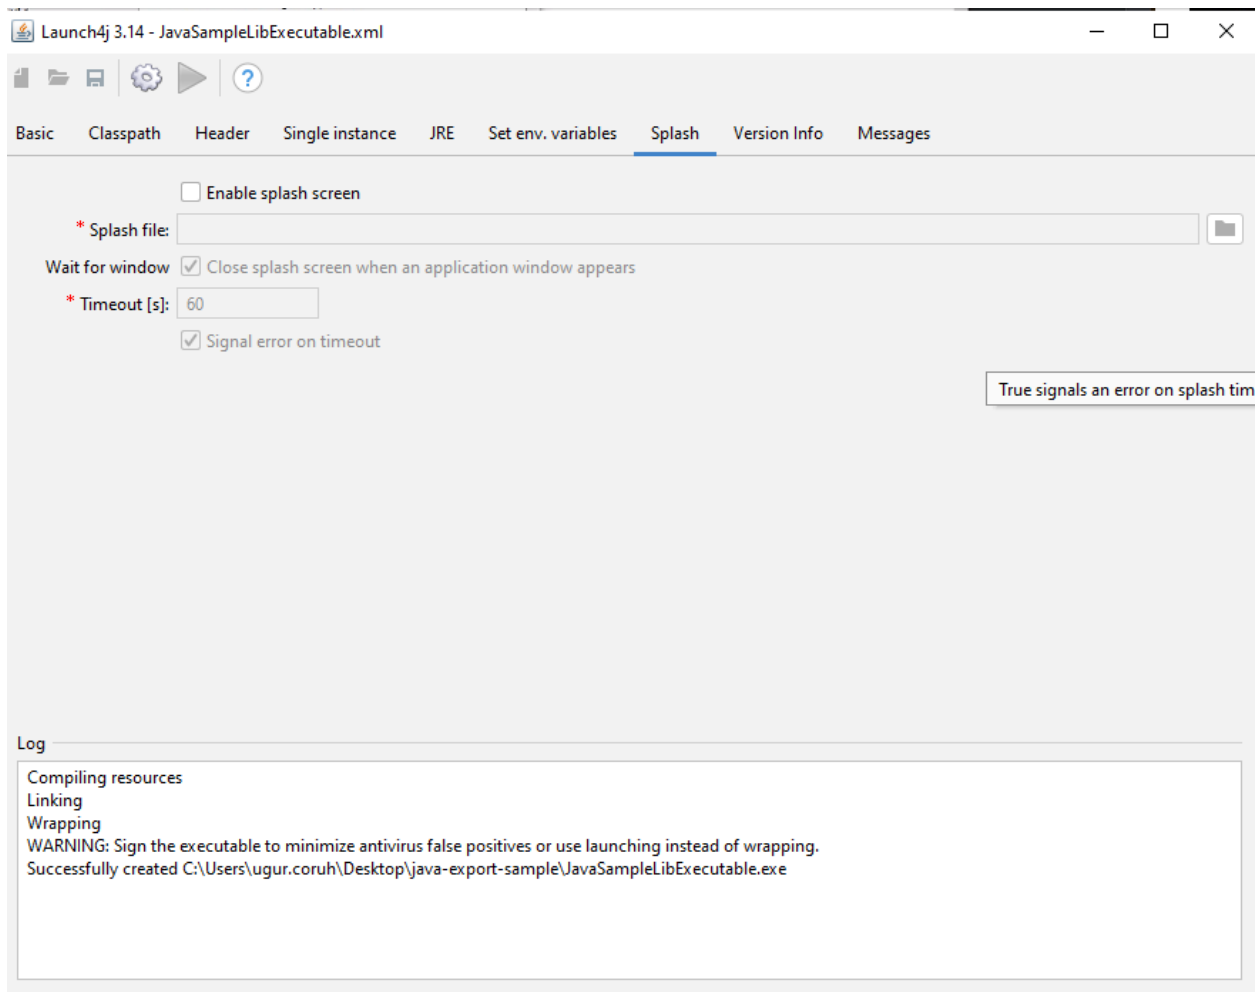 Launch4j 3.14 - JavaSampleLibExecutable.xml
?
Basic Classpath Header Single instance JRE Set env. variables Splash Version Info Messages
Enable splash screen
* Splash file:
Wait for window Close splash screen when an application window appears
* Timeout [s]: 60
Signal error on timeout
True signals an error on splash tim
Log
Compiling resources
Linking
Wrapping
WARNING: Sign the executable to minimize antivirus false positives or use launching instead of wrapping.
Successfully created C:\Users\ugur.coruh\Desktop\java-export-sample\JavaSampleLibExecutable.exe